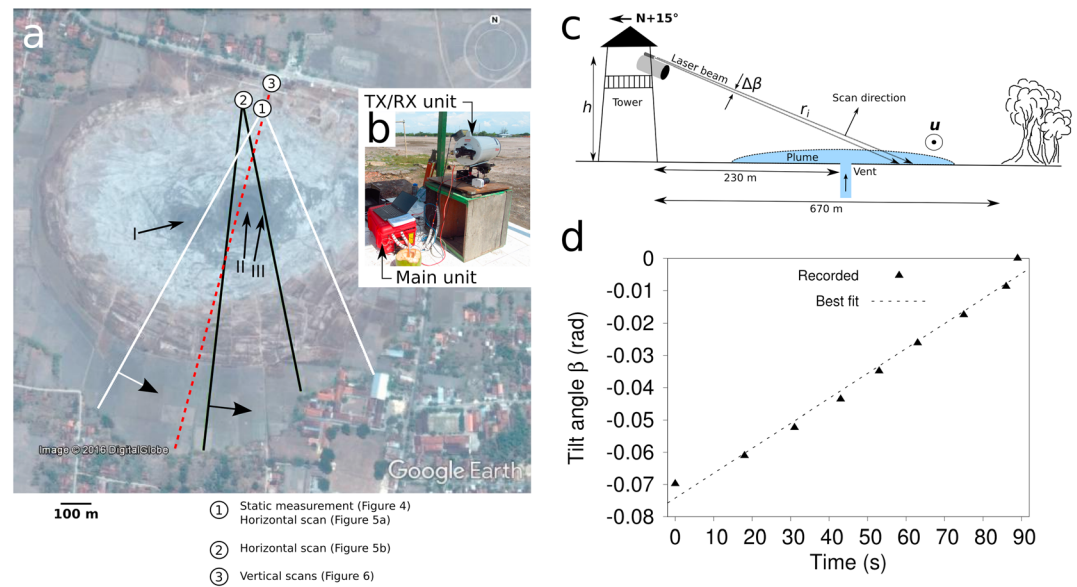 a
N
3
2
1
I
II
III
Image © 2016 DigitalGlobe
Google Earth
100 m
1 Static measurement (Figure 4)
Horizontal scan (Figure 5a)
2 Horizontal scan (Figure 5b)
3 Vertical scans (Figure 6)
TX/RX unit
b
Main unit
c
N+15°
Laser beam
Δβ
h
Tower
r_i
Scan direction
u
Plume
Vent
230 m
670 m
d
Recorded
Best fit
Tilt angle β (rad)
0
-0.01
-0.02
-0.03
-0.04
-0.05
-0.06
-0.07
-0.08
0 10 20 30 40 50 60 70 80 90
Time (s)